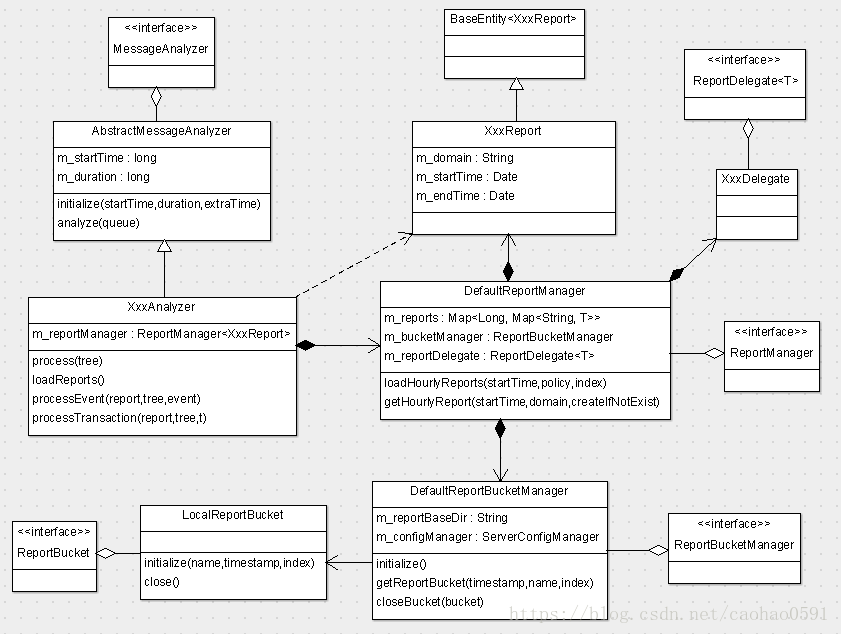 <<interface>>
MessageAnalyzer
BaseEntity<XxxReport>
<<interface>>
ReportDelegate<T>
AbstractMessageAnalyzer
m_startTime : long
m_duration : long
initialize(startTime,duration,extraTime)
analyze(queue)
XxxReport
m_domain : String
m_startTime : Date
m_endTime : Date
XxxDelegate
XxxAnalyzer
m_reportManager : ReportManager<XxxReport>
process(tree)
loadReports()
processEvent(report,tree,event)
processTransaction(report,tree,t)
DefaultReportManager
m_reports : Map<Long, Map<String, T>>
m_bucketManager : ReportBucketManager
m_reportDelegate : ReportDelegate<T>
loadHourlyReports(startTime,policy,index)
getHourlyReport(startTime,domain,createIfNotExist)
<<interface>>
ReportManager
<<interface>>
ReportBucket
LocalReportBucket
initialize(name,timestamp,index)
close()
DefaultReportBucketManager
m_reportBaseDir : String
m_configManager : ServerConfigManager
initialize()
getReportBucket(timestamp,name,index)
closeBucket(bucket)
<<interface>>
ReportBucketManager
https://blog.csdn.net/caohao0591